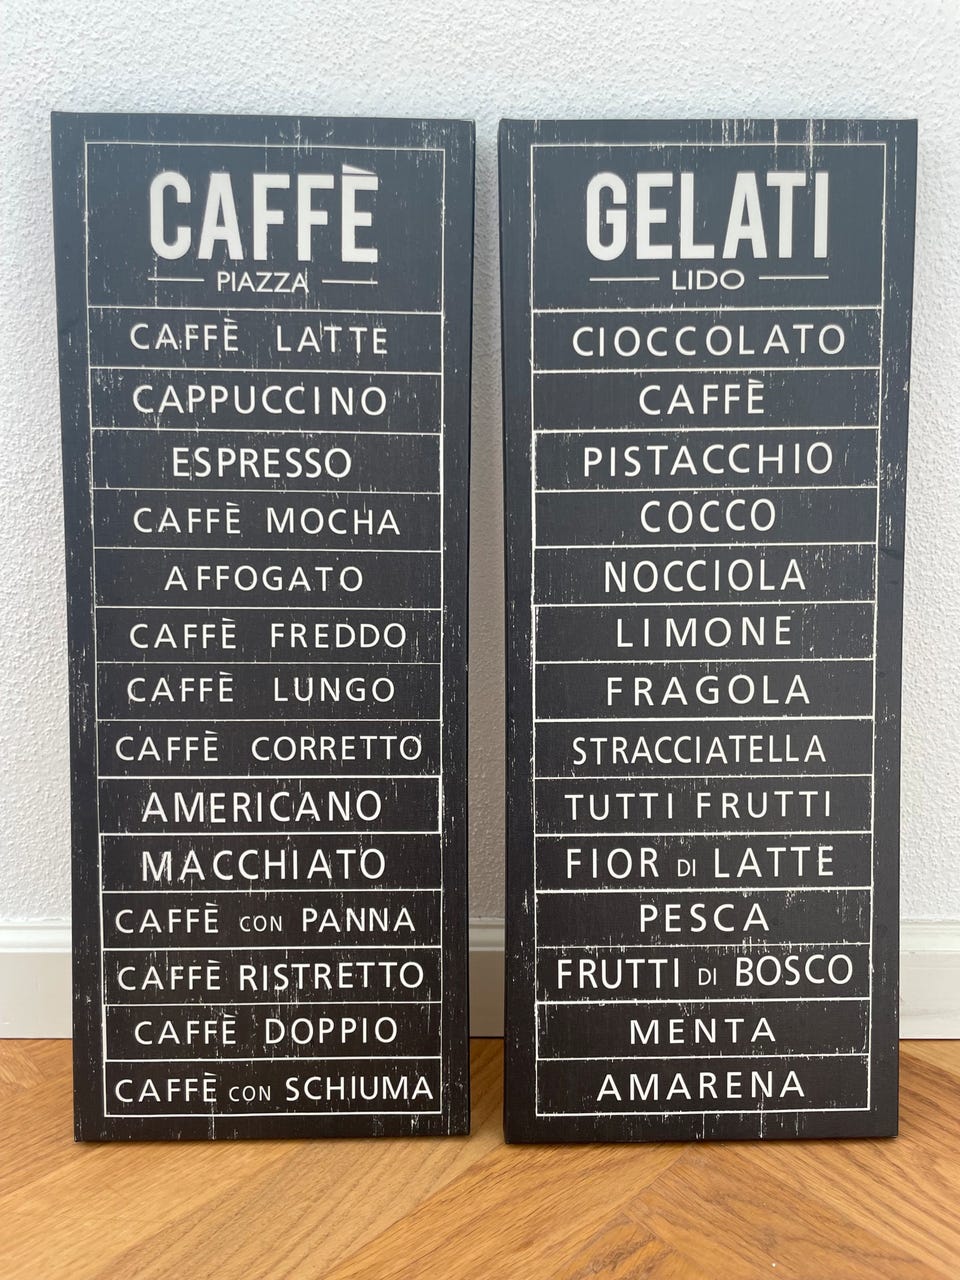 CAFFÈ
PIAZZA
CAFFÈ LATTE
CAPPUCCINO
ESPRESSO
CAFFÈ MOCHA
AFFOGATO
CAFFÈ FREDDO
CAFFÈ LUNGO
CAFFÈ CORRETTO
AMERICANO
MACCHIATO
CAFFÈ CON PANNA
CAFFÈ RISTRETTO
CAFFÈ DOPPIO
CAFFÈ CON SCHIUMA
GELATI
LIDO
CIOCCOLATO
CAFFÈ
PISTACCHIO
COCCO
NOCCIOLA
LIMONE
FRAGOLA
STRACCIATELLA
TUTTI FRUTTI
FIOR DI LATTE
PESCA
FRUTTI DI BOSCO
MENTA
AMARENA